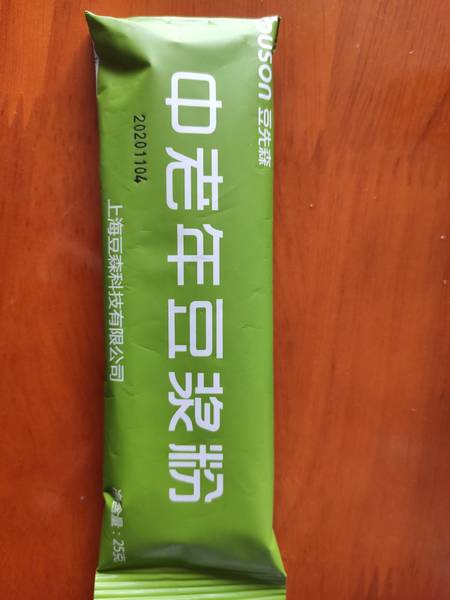 ouson 豆先森
中老年豆浆粉
20201104
上海豆森科技有限公司
净含量：25克